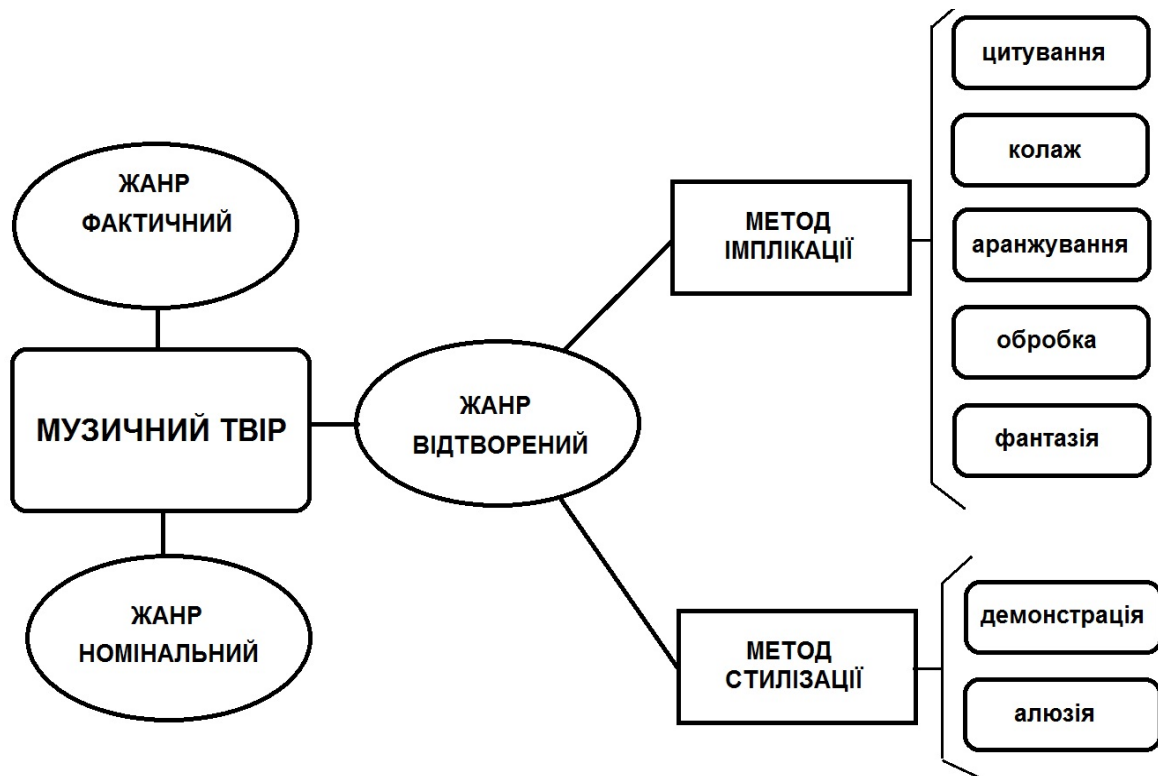 ЖАНР
ФАКТИЧНИЙ
МУЗИЧНИЙ ТВІР
ЖАНР
НОМІНАЛЬНИЙ
ЖАНР
ВІДТВОРЕНИЙ
МЕТОД
ІМПЛІКАЦІЇ
цитування
колаж
аранжування
обробка
фантазія
МЕТОД
СТИЛІЗАЦІЇ
демонстрація
алюзія